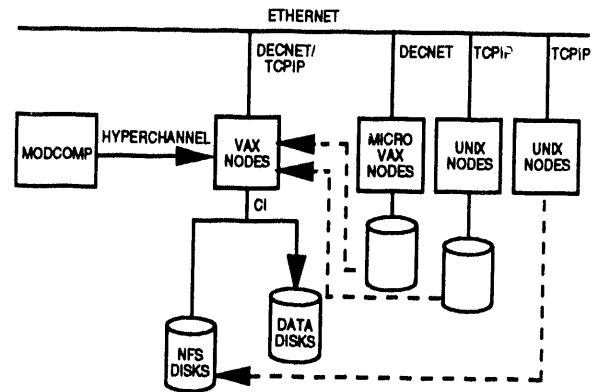 ETHERNET
DECNET/
TCPIP
DECNET
TCPIP
TCPIP
MODCOMP
HYPERCHANNEL
VAX
NODES
MICRO
VAX
NODES
UNIX
NODES
UNIX
NODES
CI
NFS
DISKS
DATA
DISKS